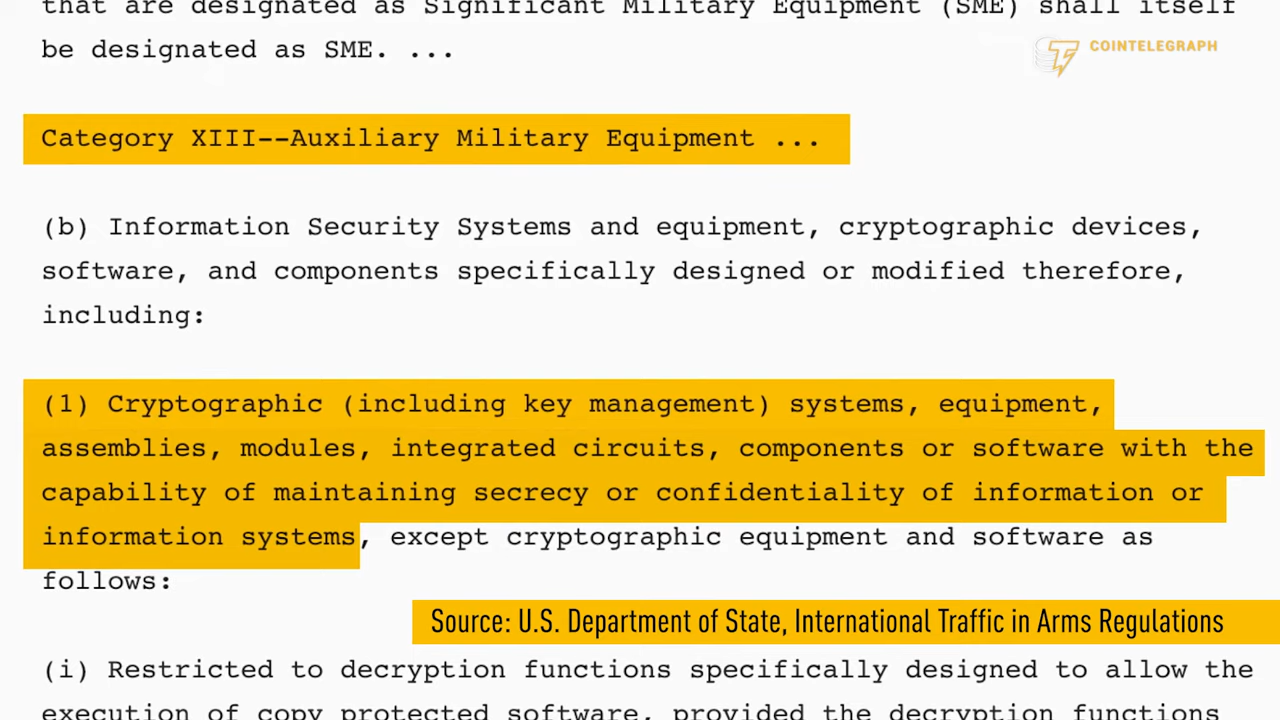 that are designated as Significant Military Equipment (SME) shall itself
be designated as SME. ...
COINTELEGRAPH
Category XIII--Auxiliary Military Equipment ...
(b) Information Security Systems and equipment, cryptographic devices,
software, and components specifically designed or modified therefore,
including:
(1) Cryptographic (including key management) systems, equipment,
assemblies, modules, integrated circuits, components or software with the
capability of maintaining secrecy or confidentiality of information or
information systems, except cryptographic equipment and software as
follows:
Source: U.S. Department of State, International Traffic in Arms Regulations
(i) Restricted to decryption functions specifically designed to allow the
execution of copy protected software, provided the decryption functions